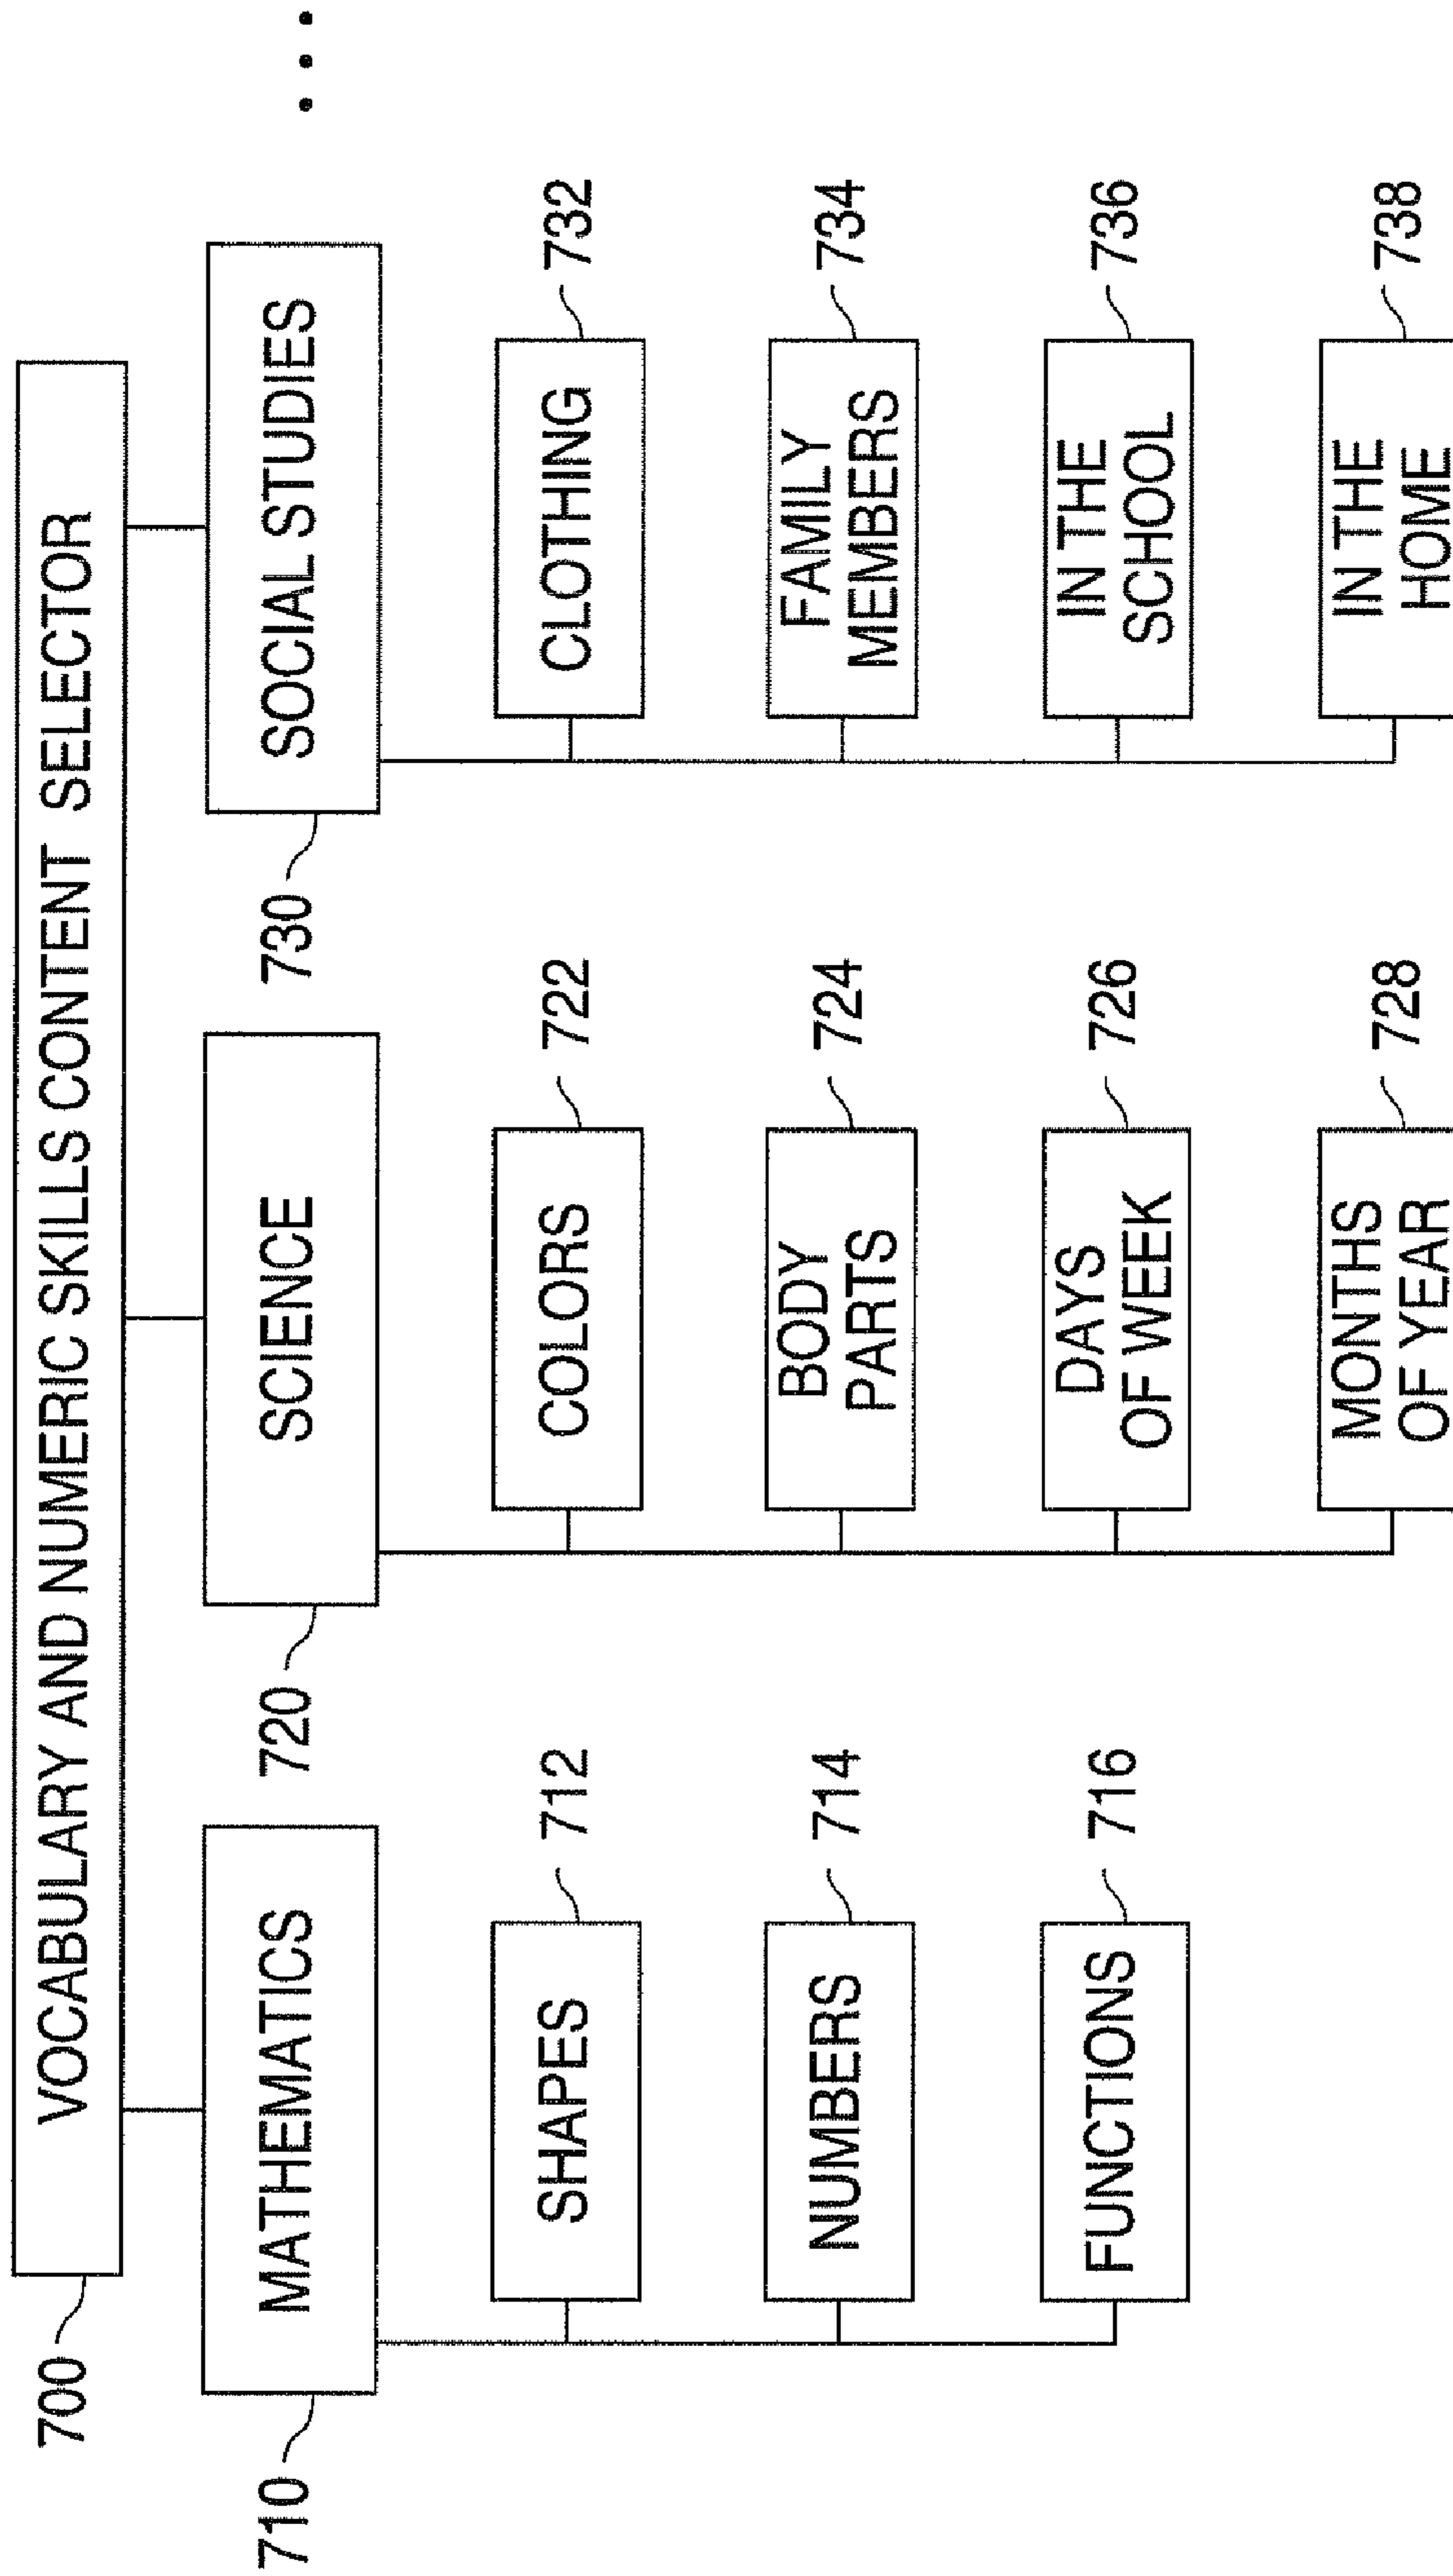 700
VOCABULARY AND NUMERIC SKILLS CONTENT SELECTOR
710
MATHEMATICS
720
SCIENCE
730
SOCIAL STUDIES
SHAPES
712
COLORS
722
CLOTHING
732
NUMBERS
714
BODY
PARTS
724
FAMILY
MEMBERS
734
FUNCTIONS
716
DAYS
OF WEEK
726
IN THE
SCHOOL
736
MONTHS
OF YEAR
728
IN THE
HOME
738